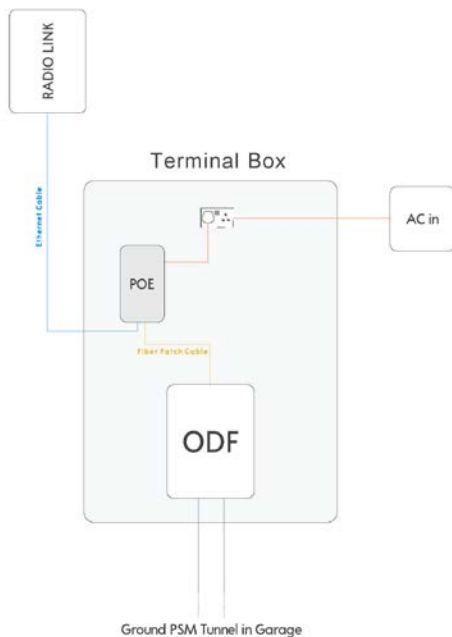 RADIO LINK
Terminal Box
Ethernet Cable
AC in
POE
Fiber Patch Cable
ODF
Ground PSM Tunnel in Garage